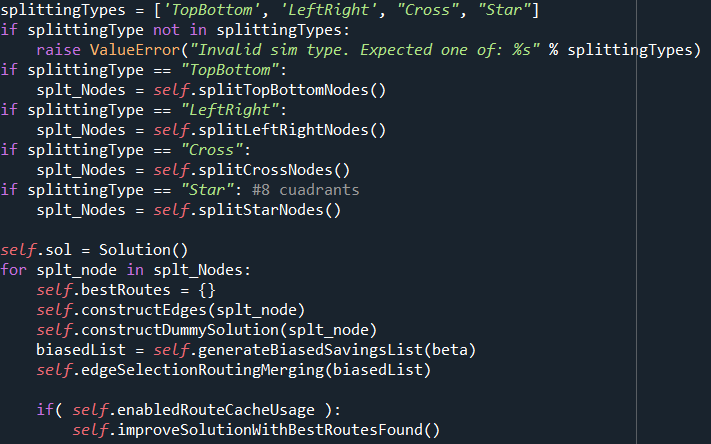 splittingTypes = ['TopBottom', 'LeftRight', "Cross", "Star"]
if splittingType not in splittingTypes:
    raise ValueError("Invalid sim type. Expected one of: %s" % splittingTypes)
if splittingType == "TopBottom":
    splt_Nodes = self.splitTopBottomNodes()
if splittingType == "LeftRight":
    splt_Nodes = self.splitLeftRightNodes()
if splittingType == "Cross":
    splt_Nodes = self.splitCrossNodes()
if splittingType == "Star": #8 cuadrants
    splt_Nodes = self.splitStarNodes()

self.sol = Solution()
for splt_node in splt_Nodes:
    self.bestRoutes = {}
    self.constructEdges(splt_node)
    self.constructDummySolution(splt_node)
    biasedList = self.generateBiasedSavingsList(beta)
    self.edgeSelectionRoutingMerging(biasedList)

    if( self.enabledRouteCacheUsage ):
        self.improveSolutionWithBestRoutesFound()